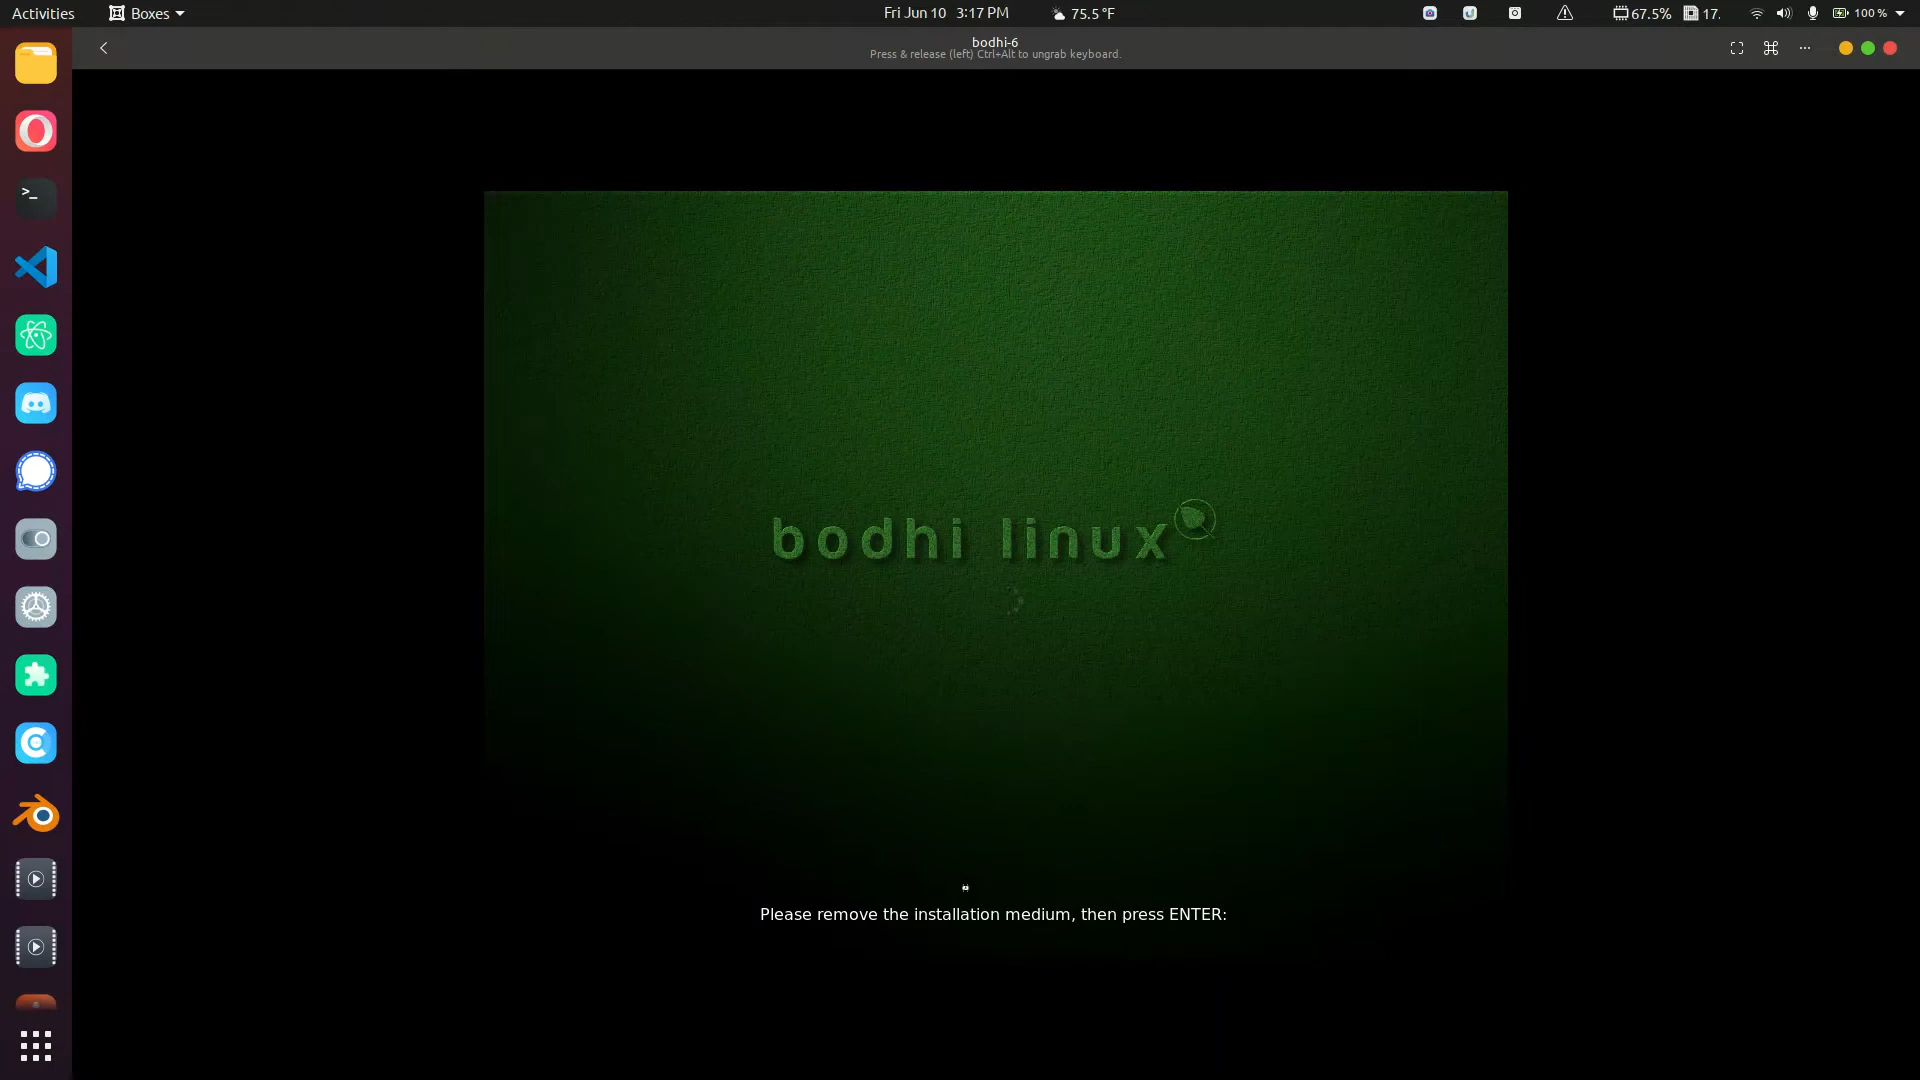 Activities
Boxes
Fri Jun 10 3:17 PM
75.5 °F
67.5%
17.
100 %
bodhi-6
Press & release (left) Ctrl+Alt to ungrab keyboard.
>_
bodhi linux
Please remove the installation medium, then press ENTER: